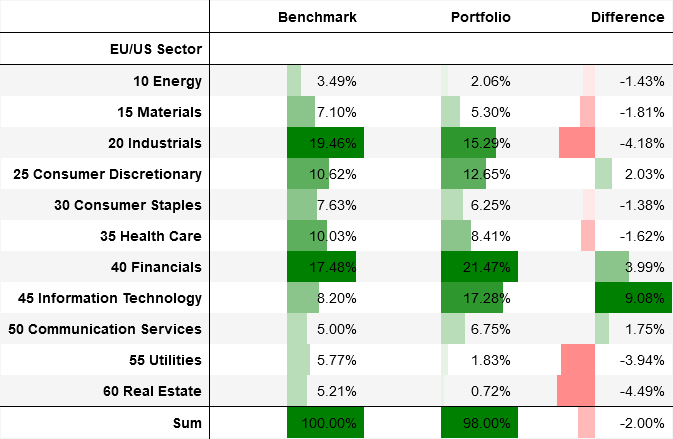 Benchmark Portfolio Difference
EU/US Sector
10 Energy 3.49% 2.06% -1.43%
15 Materials 7.10% 5.30% -1.81%
20 Industrials 19.46% 15.29% -4.18%
25 Consumer Discretionary 10.62% 12.65% 2.03%
30 Consumer Staples 7.63% 6.25% -1.38%
35 Health Care 10.03% 8.41% -1.62%
40 Financials 17.48% 21.47% 3.99%
45 Information Technology 8.20% 17.28% 9.08%
50 Communication Services 5.00% 6.75% 1.75%
55 Utilities 5.77% 1.83% -3.94%
60 Real Estate 5.21% 0.72% -4.49%
Sum 100.00% 98.00% -2.00%